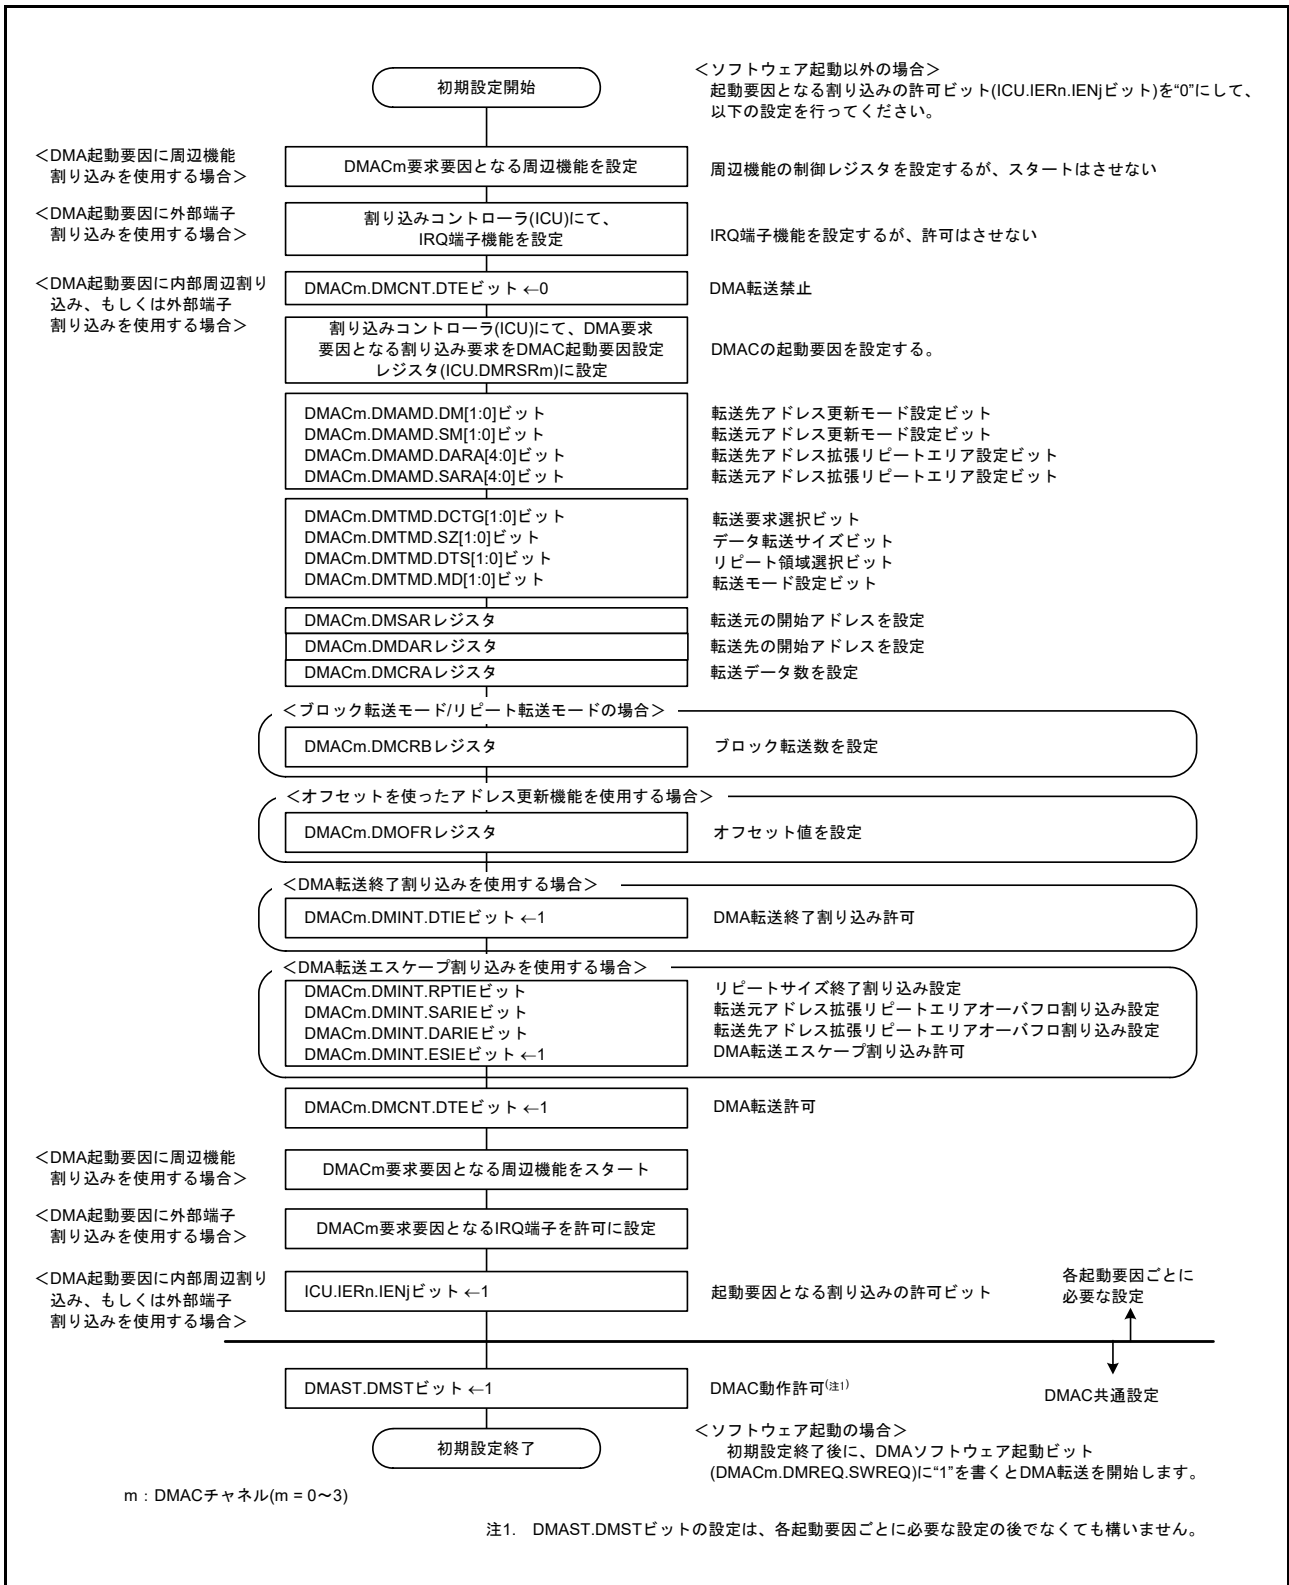 初期設定開始
＜ソフトウェア起動以外の場合＞
起動要因となる割り込みの許可ビット(ICU.IERn.IENjビット)を“0”にして、
以下の設定を行ってください。
＜DMA起動要因に周辺機能
割り込みを使用する場合＞
DMACm要求要因となる周辺機能を設定
周辺機能の制御レジスタを設定するが、スタートはさせない
＜DMA起動要因に外部端子
割り込みを使用する場合＞
割り込みコントローラ(ICU)にて、
IRQ端子機能を設定
IRQ端子機能を設定するが、許可はさせない
＜DMA起動要因に内部周辺割り
込み、もしくは外部端子
割り込みを使用する場合＞
DMACm.DMCNT.DTEビット ←0
DMA転送禁止
割り込みコントローラ(ICU)にて、DMA要求
要因となる割り込み要求をDMAC起動要因設定
レジスタ(ICU.DMRSRm)に設定
DMACの起動要因を設定する。
DMACm.DMAMD.DM[1:0]ビット
転送先アドレス更新モード設定ビット
DMACm.DMAMD.SM[1:0]ビット
転送元アドレス更新モード設定ビット
DMACm.DMAMD.DARA[4:0]ビット
転送先アドレス拡張リピートエリア設定ビット
DMACm.DMAMD.SARA[4:0]ビット
転送元アドレス拡張リピートエリア設定ビット
DMACm.DMTMD.DCTG[1:0]ビット
転送要求選択ビット
DMACm.DMTMD.SZ[1:0]ビット
データ転送サイズビット
DMACm.DMTMD.DTS[1:0]ビット
リピート領域選択ビット
DMACm.DMTMD.MD[1:0]ビット
転送モード設定ビット
DMACm.DMSARレジスタ
転送元の開始アドレスを設定
DMACm.DMDARレジスタ
転送先の開始アドレスを設定
DMACm.DMCRAレジスタ
転送データ数を設定
＜ブロック転送モード/リピート転送モードの場合＞
DMACm.DMCRBレジスタ
ブロック転送数を設定
＜オフセットを使ったアドレス更新機能を使用する場合＞
DMACm.DMOFRレジスタ
オフセット値を設定
＜DMA転送終了割り込みを使用する場合＞
DMACm.DMINT.DTIEビット ←1
DMA転送終了割り込み許可
＜DMA転送エスケープ割り込みを使用する場合＞
DMACm.DMINT.RPTIEビット
リピートサイズ終了割り込み設定
DMACm.DMINT.SARIEビット
転送元アドレス拡張リピートエリアオーバフロ割り込み設定
DMACm.DMINT.DARIEビット
転送先アドレス拡張リピートエリアオーバフロ割り込み設定
DMACm.DMINT.ESIEビット ←1
DMA転送エスケープ割り込み許可
DMACm.DMCNT.DTEビット ←1
DMA転送許可
＜DMA起動要因に周辺機能
割り込みを使用する場合＞
DMACm要求要因となる周辺機能をスタート
＜DMA起動要因に外部端子
割り込みを使用する場合＞
DMACm要求要因となるIRQ端子を許可に設定
＜DMA起動要因に内部周辺割り
込み、もしくは外部端子
割り込みを使用する場合＞
ICU.IERn.IENjビット ←1
起動要因となる割り込みの許可ビット
各起動要因ごとに
必要な設定
DMAST.DMSTビット ←1
DMAC動作許可(注1)
DMAC共通設定
初期設定終了
＜ソフトウェア起動の場合＞
初期設定終了後に、DMAソフトウェア起動ビット
(DMACm.DMREQ.SWREQ)に“1”を書くとDMA転送を開始します。
m：DMACチャネル(m = 0～3)
注1. DMAST.DMSTビットの設定は、各起動要因ごとに必要な設定の後でなくても構いません。